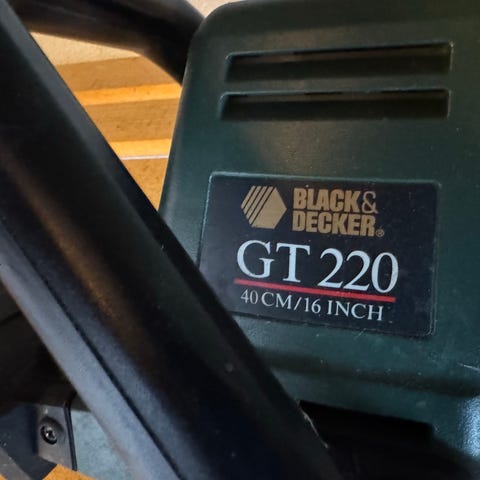 BLACK&
DECKER®
GT 220
40 CM/16 INCH